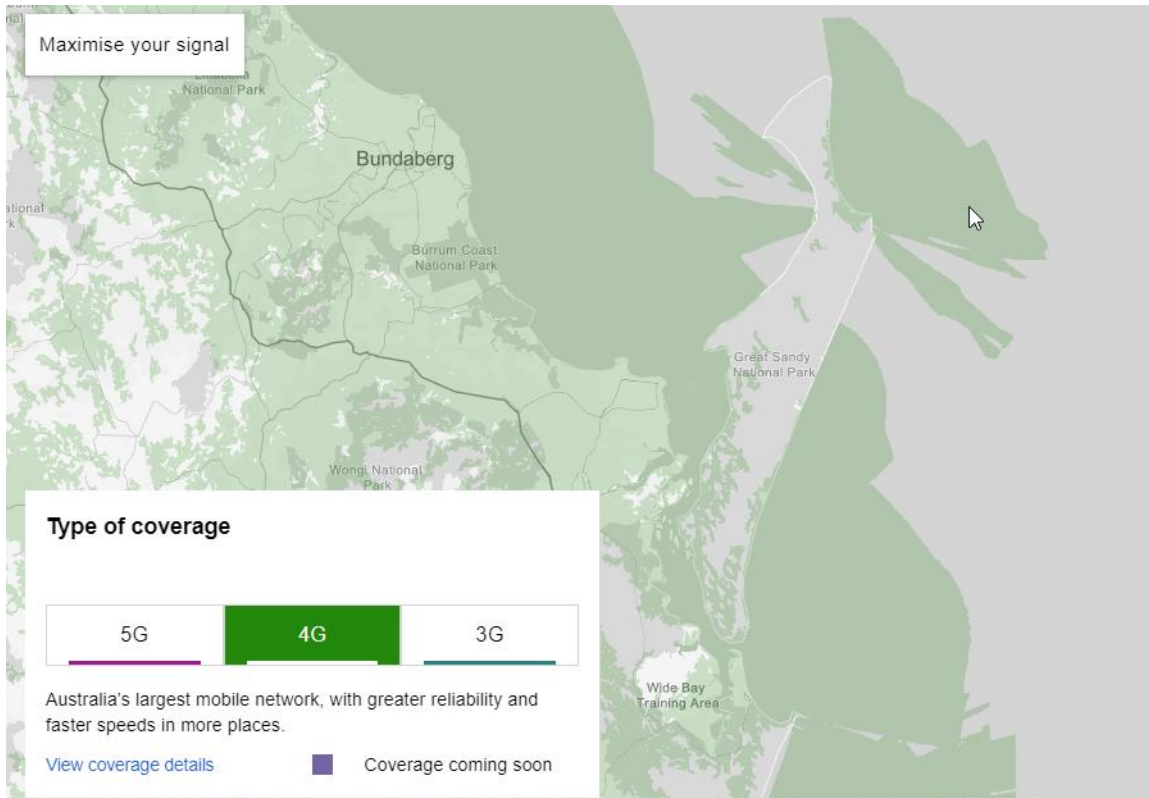 Maximise your signal
National Park
Bundaberg
Burrum Coast
National Park
Great Sandy
National Park
Wongi National
Park
Type of coverage
5G
4G
3G
Wide Bay
Training Area
Australia's largest mobile network, with greater reliability and
faster speeds in more places.
View coverage details
Coverage coming soon